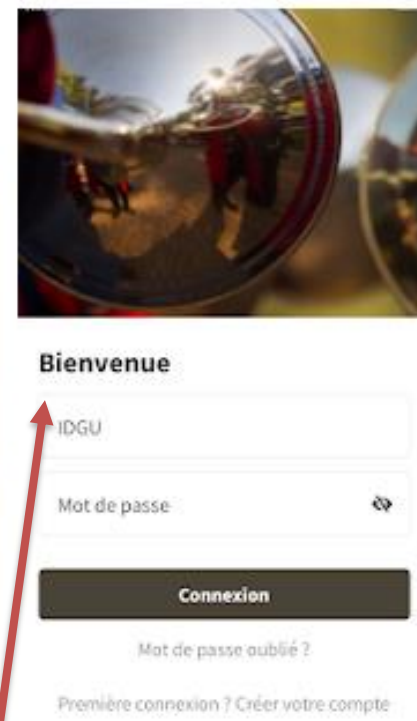 Bienvenue
IDGU
Mot de passe
Connexion
Mot de passe oublié ?
Première connexion ? Créer votre compte